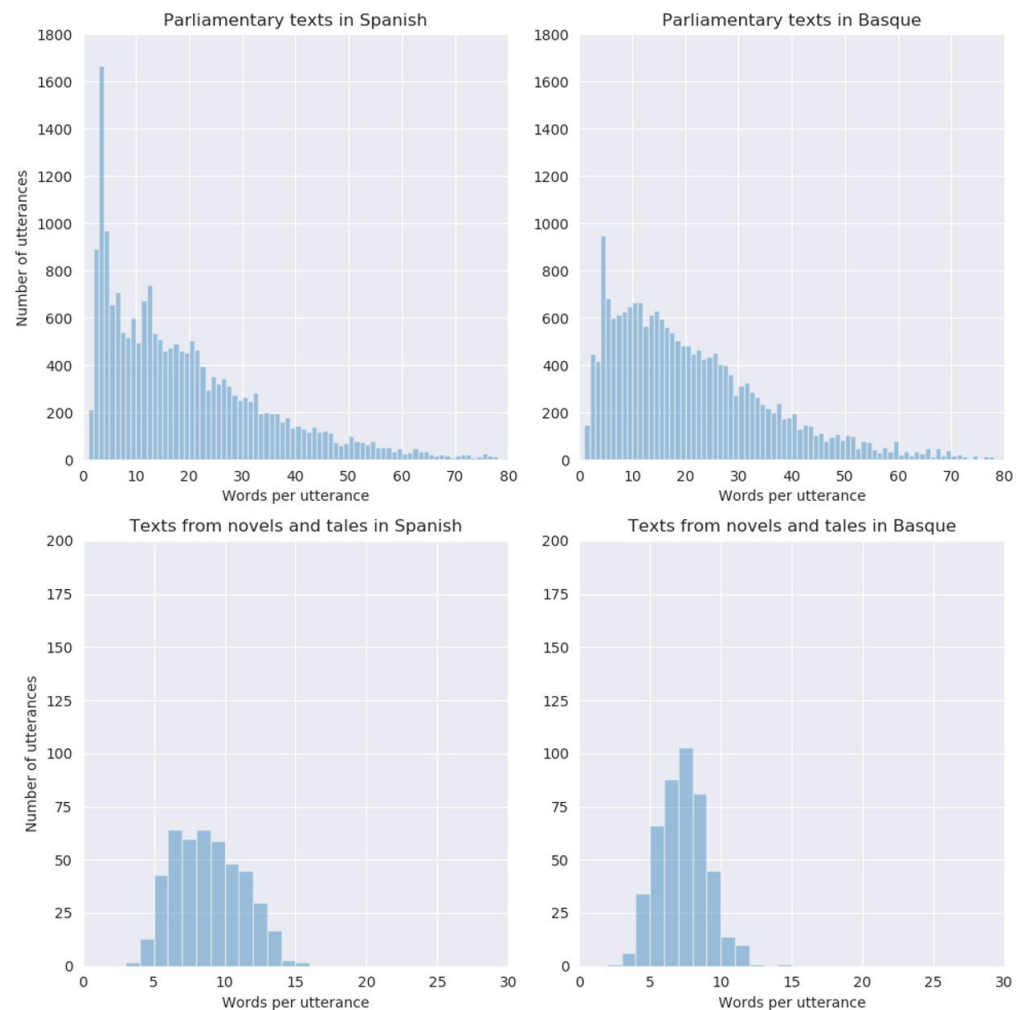 Parliamentary texts in Spanish
1800
1600
1400
1200
1000
800
600
400
200
0
Number of utterances
0 10 20 30 40 50 60 70 80
Words per utterance
Parliamentary texts in Basque
1800
1600
1400
1200
1000
800
600
400
200
0
0 10 20 30 40 50 60 70 80
Words per utterance
Texts from novels and tales in Spanish
200
175
150
125
100
75
50
25
0
Number of utterances
0 5 10 15 20 25 30
Words per utterance
Texts from novels and tales in Basque
200
175
150
125
100
75
50
25
0
0 5 10 15 20 25 30
Words per utterance